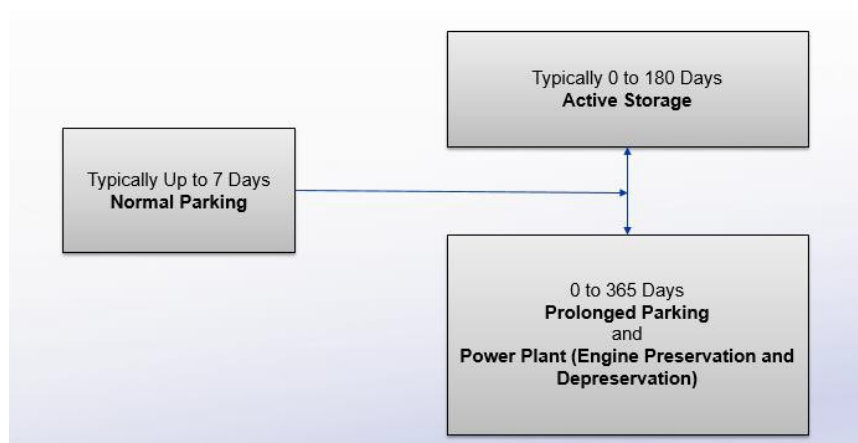 Typically Up to 7 Days
Normal Parking
Typically 0 to 180 Days
Active Storage
0 to 365 Days
Prolonged Parking
and
Power Plant (Engine Preservation and
Depreservation)